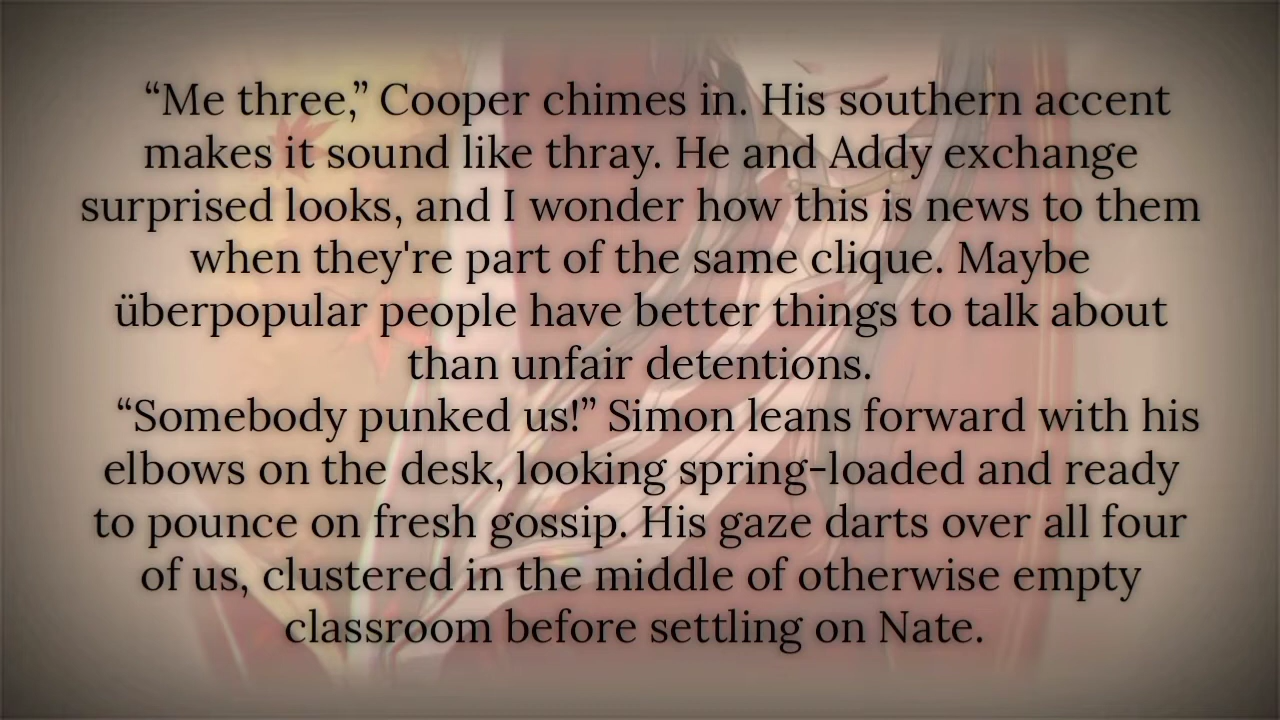 “Me three,” Cooper chimes in. His southern accent
makes it sound like thray. He and Addy exchange
surprised looks, and I wonder how this is news to them
when they're part of the same clique. Maybe
überpopular people have better things to talk about
than unfair detentions.
“Somebody punked us!” Simon leans forward with his
elbows on the desk, looking spring-loaded and ready
to pounce on fresh gossip. His gaze darts over all four
of us, clustered in the middle of otherwise empty
classroom before settling on Nate.